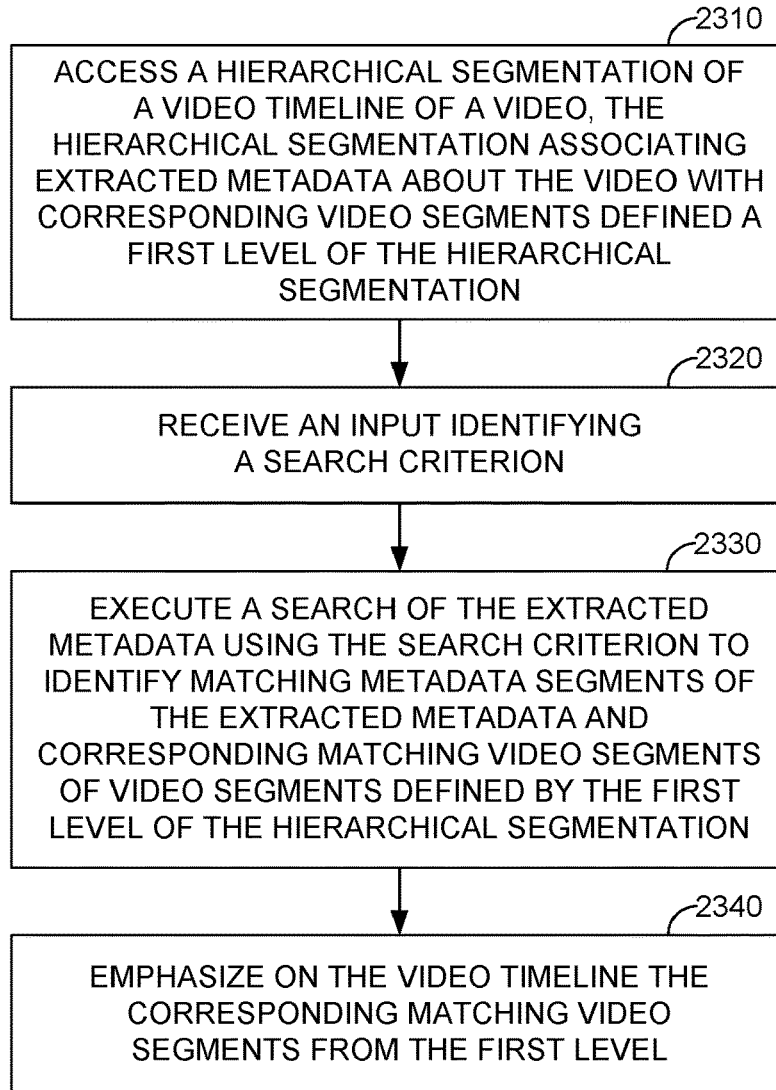 2310
ACCESS A HIERARCHICAL SEGMENTATION OF
A VIDEO TIMELINE OF A VIDEO, THE
HIERARCHICAL SEGMENTATION ASSOCIATING
EXTRACTED METADATA ABOUT THE VIDEO WITH
CORRESPONDING VIDEO SEGMENTS DEFINED A
FIRST LEVEL OF THE HIERARCHICAL
SEGMENTATION
2320
RECEIVE AN INPUT IDENTIFYING
A SEARCH CRITERION
2330
EXECUTE A SEARCH OF THE EXTRACTED
METADATA USING THE SEARCH CRITERION TO
IDENTIFY MATCHING METADATA SEGMENTS OF
THE EXTRACTED METADATA AND
CORRESPONDING MATCHING VIDEO SEGMENTS
OF VIDEO SEGMENTS DEFINED BY THE FIRST
LEVEL OF THE HIERARCHICAL SEGMENTATION
2340
EMPHASIZE ON THE VIDEO TIMELINE THE
CORRESPONDING MATCHING VIDEO
SEGMENTS FROM THE FIRST LEVEL